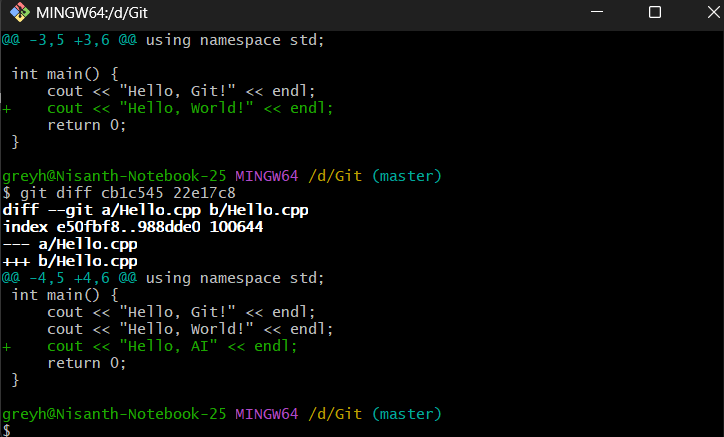 MINGW64:/d/Git
@@ -3,5 +3,6 @@ using namespace std;
 int main() {
     cout << "Hello, Git!" << endl;
+    cout << "Hello, World!" << endl;
     return 0;
 }
greyh@Nisanth-Notebook-25 MINGW64 /d/Git (master)
$ git diff cb1c545 22e17c8
diff --git a/Hello.cpp b/Hello.cpp
index e50fbf8..988dde0 100644
--- a/Hello.cpp
+++ b/Hello.cpp
@@ -4,5 +4,6 @@ using namespace std;
 int main() {
     cout << "Hello, Git!" << endl;
     cout << "Hello, World!" << endl;
+    cout << "Hello, AI" << endl;
     return 0;
 }
greyh@Nisanth-Notebook-25 MINGW64 /d/Git (master)
$